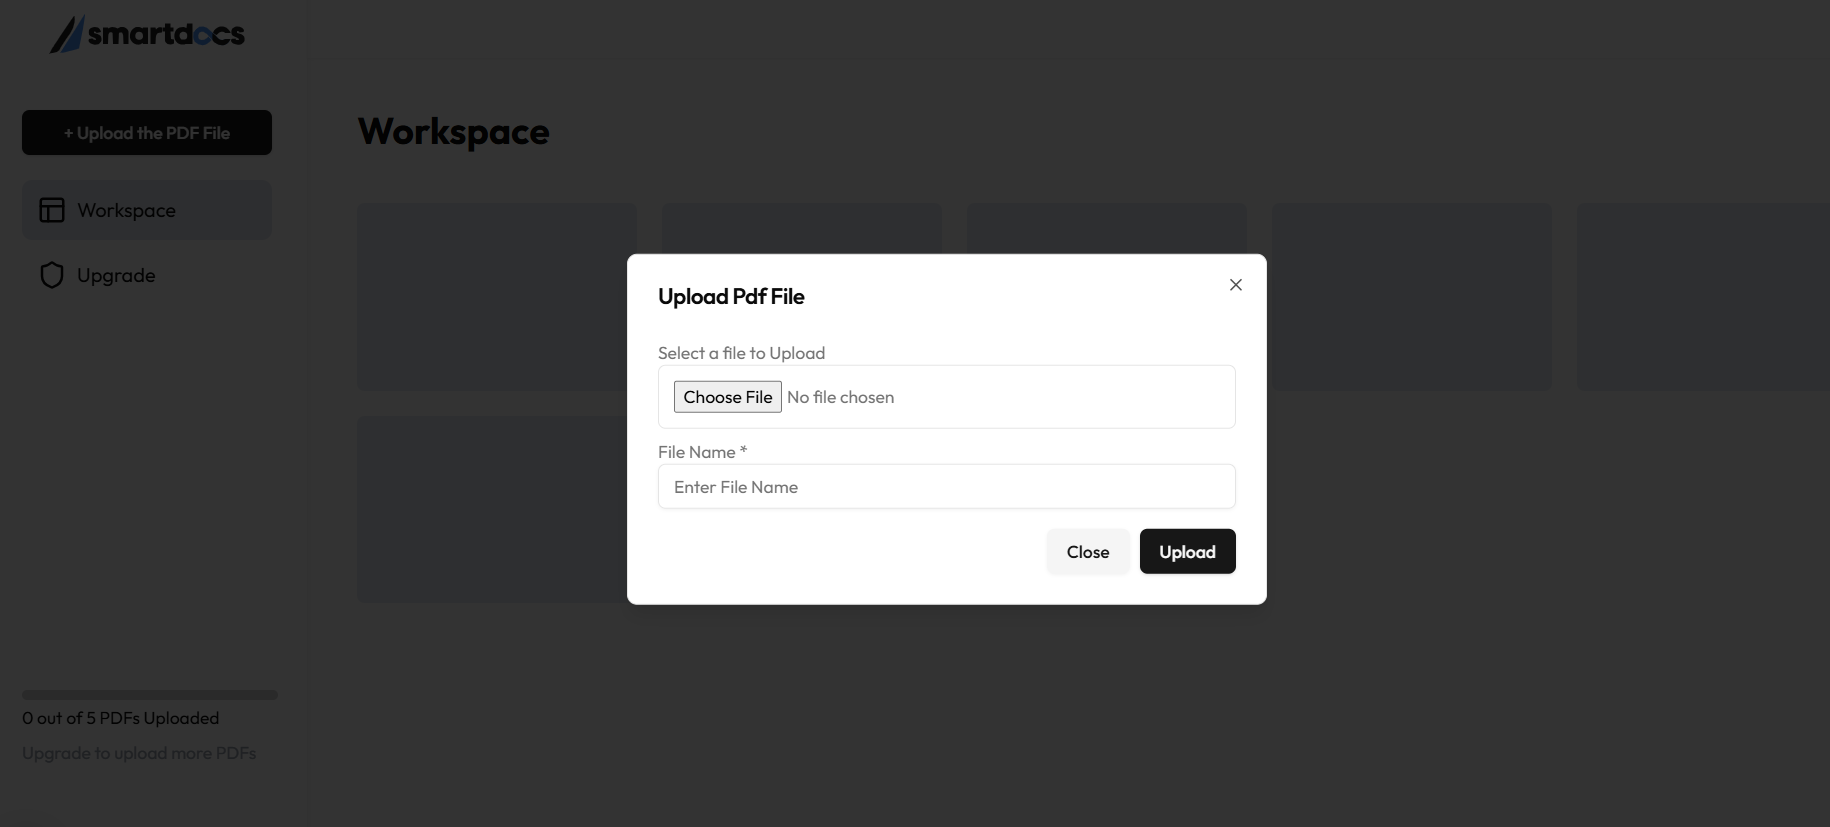 smartdocs
+ Upload the PDF File
Workspace
Upgrade
0 out of 5 PDFs Uploaded
Upgrade to upload more PDFs
Workspace
Upload Pdf File
Select a file to Upload
Choose File No file chosen
File Name *
Enter File Name
Close Upload